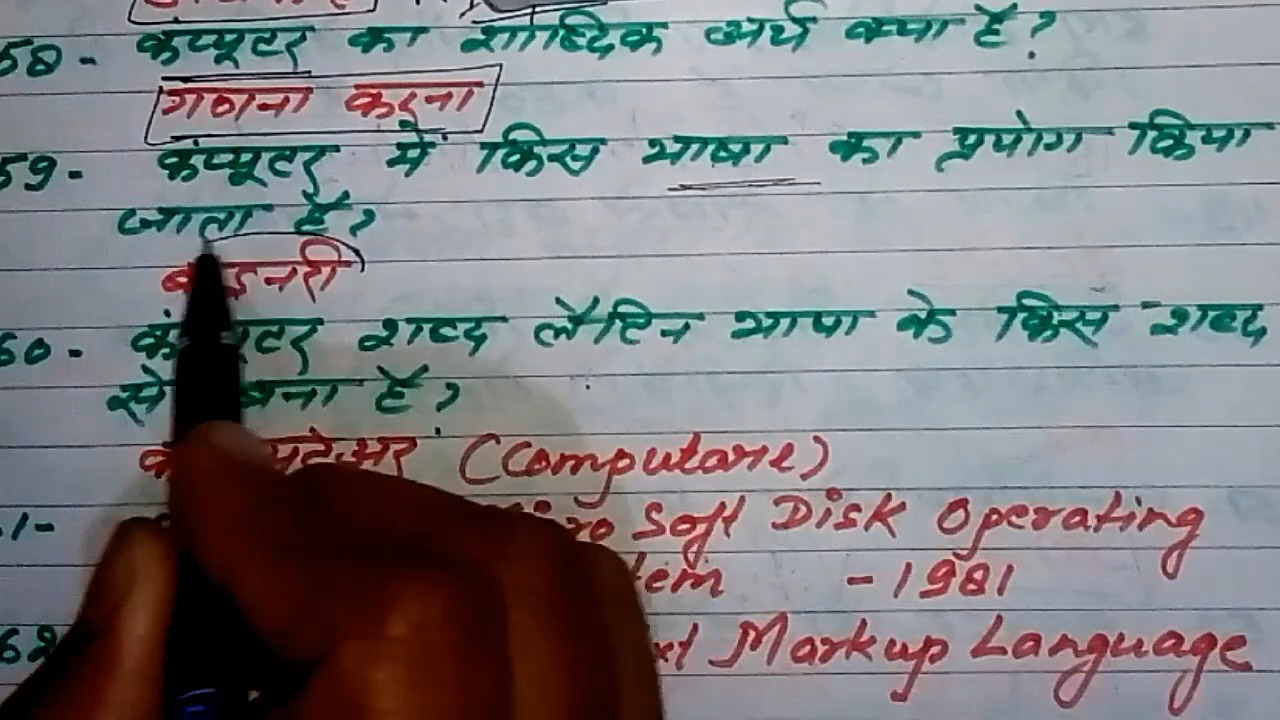 58- कंप्यूटर का शाब्दिक अर्थ क्या है?
गणना करना
59- कंप्यूटर में किस भाषा का प्रयोग किया
जाता है?
60- शब्द लैटिन भाषा के किस शब्द
से बना है?
(Computare)
Soft Disk Operating
-1981
Markup Language